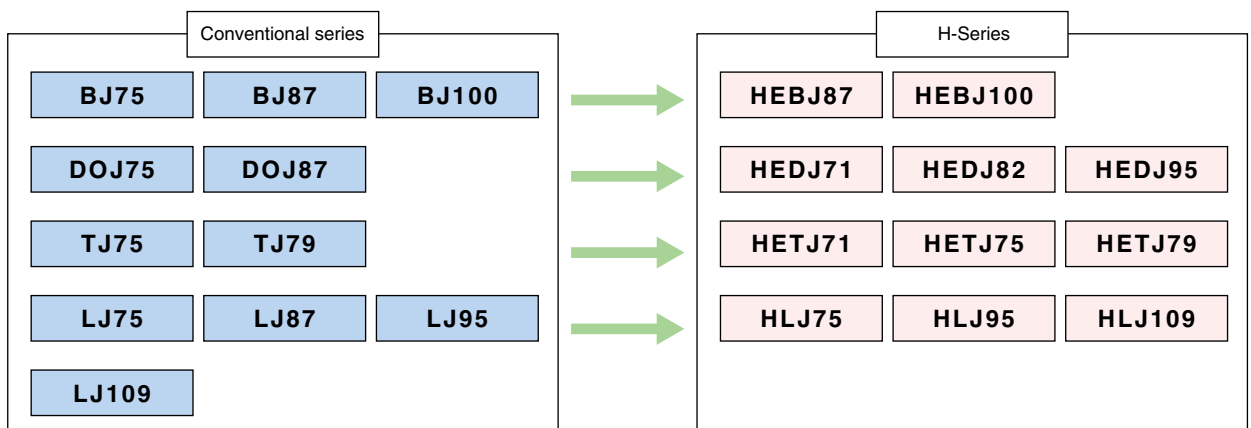 Conventional series
BJ75 BJ87 BJ100
DOJ75 DOJ87
TJ75 TJ79
LJ75 LJ87 LJ95
LJ109
H-Series
HEBJ87 HEBJ100
HEDJ71 HEDJ82 HEDJ95
HETJ71 HETJ75 HETJ79
HLJ75 HLJ95 HLJ109